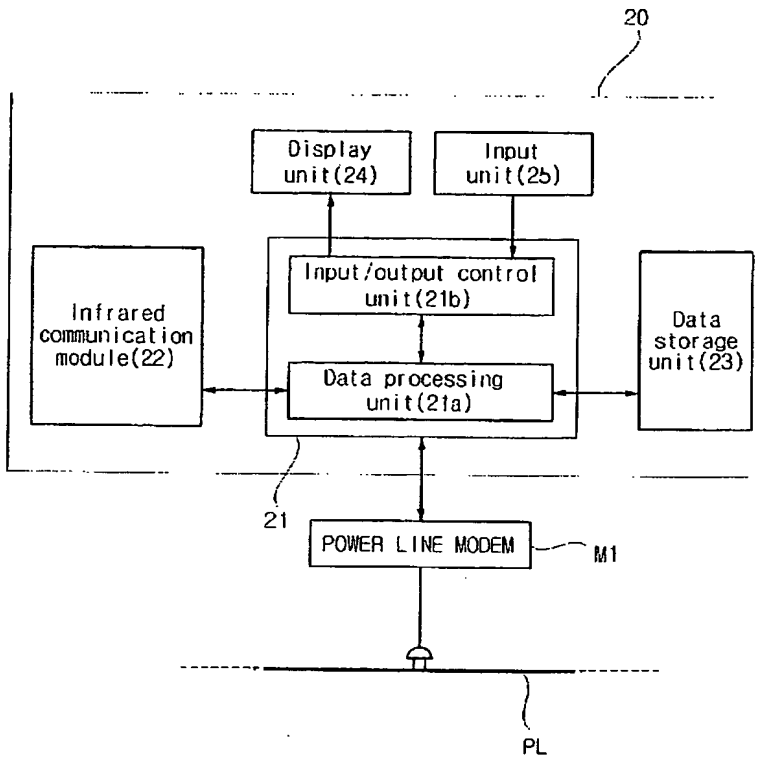 20
Display
unit(24)
Input
unit(25)
Input/output control
unit(21b)
Infrared
communication
module(22)
Data
storage
unit(23)
Data processing
unit(21a)
21
POWER LINE MODEM
M1
PL